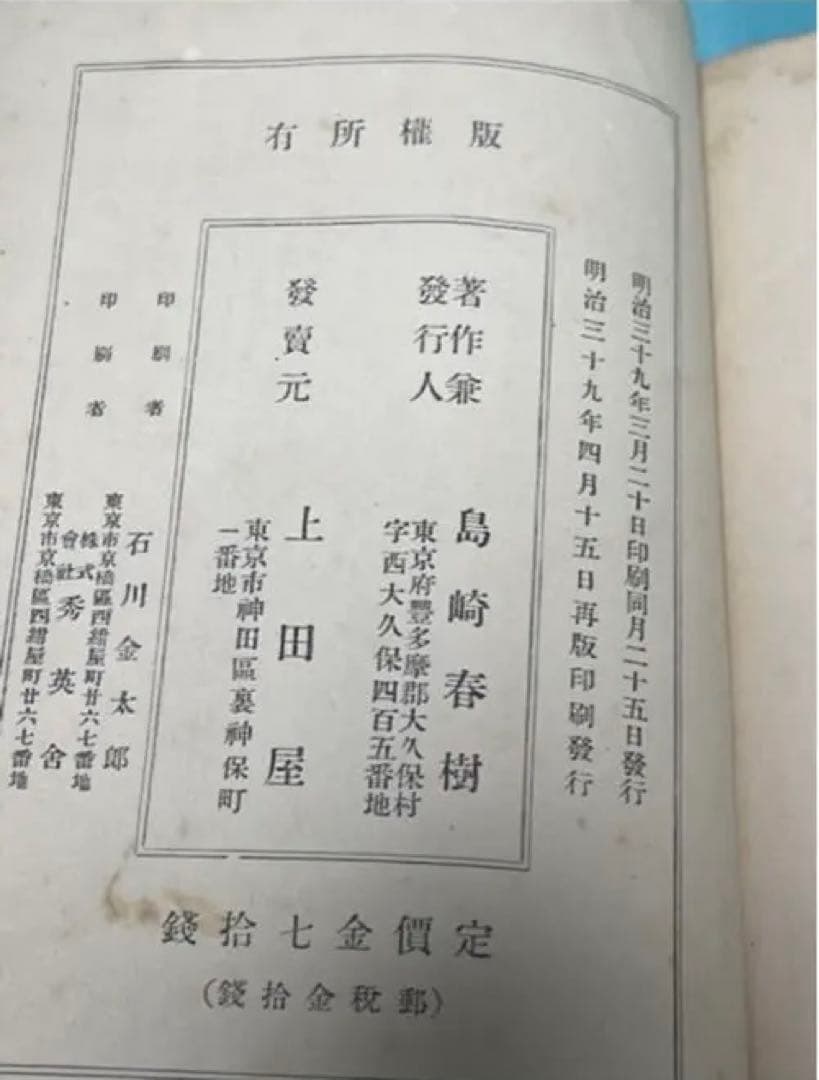 版權所有
明治三十九年三月二十日印刷同月二十五日發行
明治三十九年四月十五日再版印刷發行
著作兼
發行人
島崎春樹
東京府豐多摩郡大久保村
字西大久保四百五番地
發賣元
上田屋
東京市神田區裏神保町
一番地
印刷者
石川金太郎
東京市京橋區西紺屋町廿六七番地
印刷者
株式
會社
秀英舍
東京市京橋區西紺屋町廿六七番地
定價金七拾錢
(郵稅金拾錢)